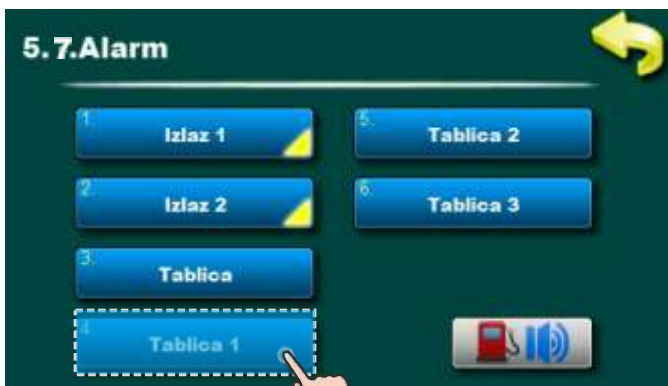 5.7.Alarm
1. Izlaz 1
2. Izlaz 2
3. Tablica
4. Tablica 1
5. Tablica 2
6. Tablica 3